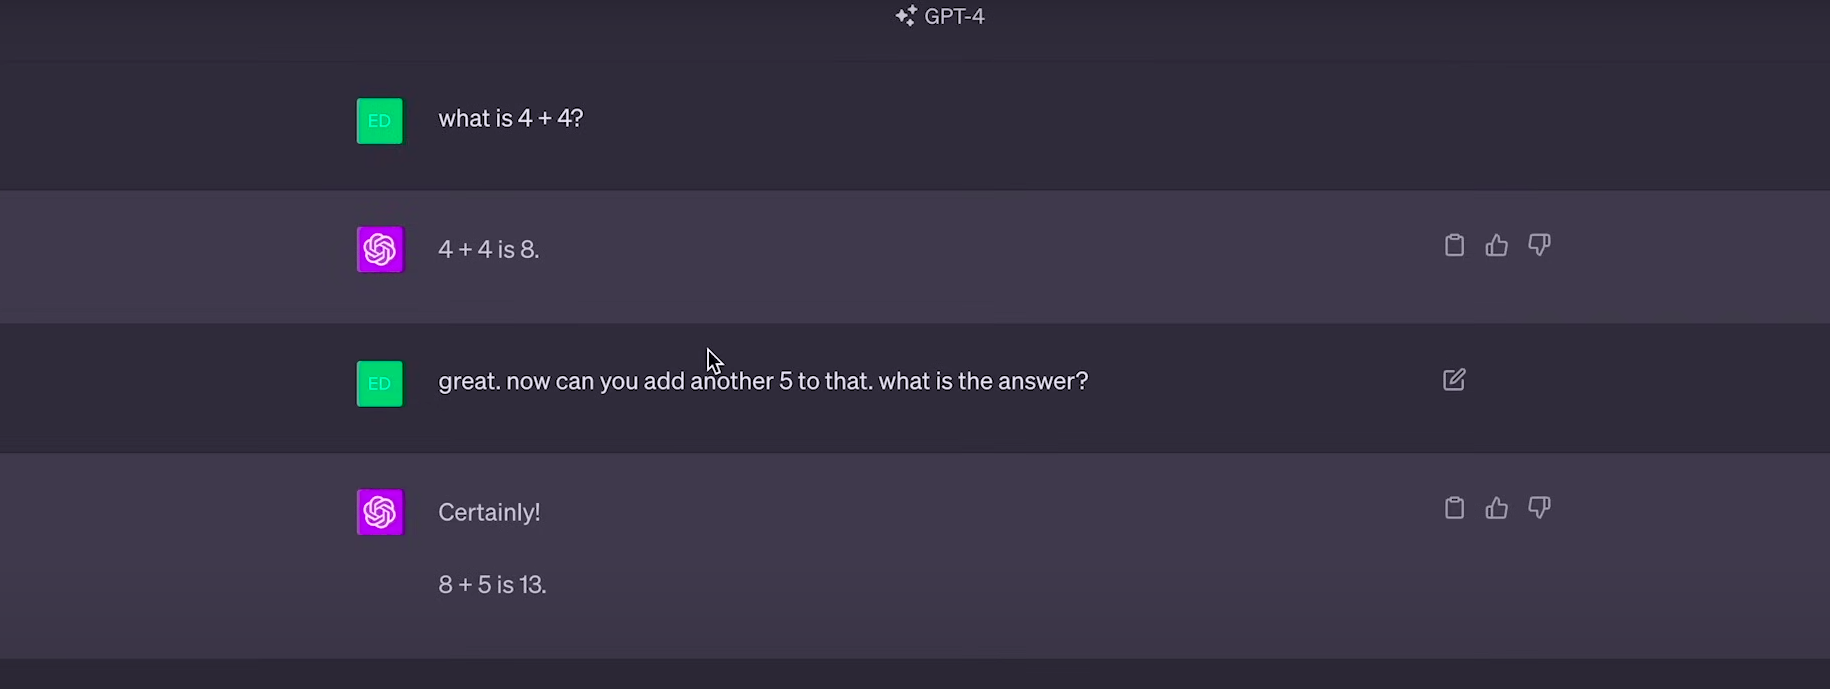 GPT-4
ED
what is 4 + 4?
4 + 4 is 8.
ED
great. now can you add another 5 to that. what is the answer?
Certainly!
8 + 5 is 13.